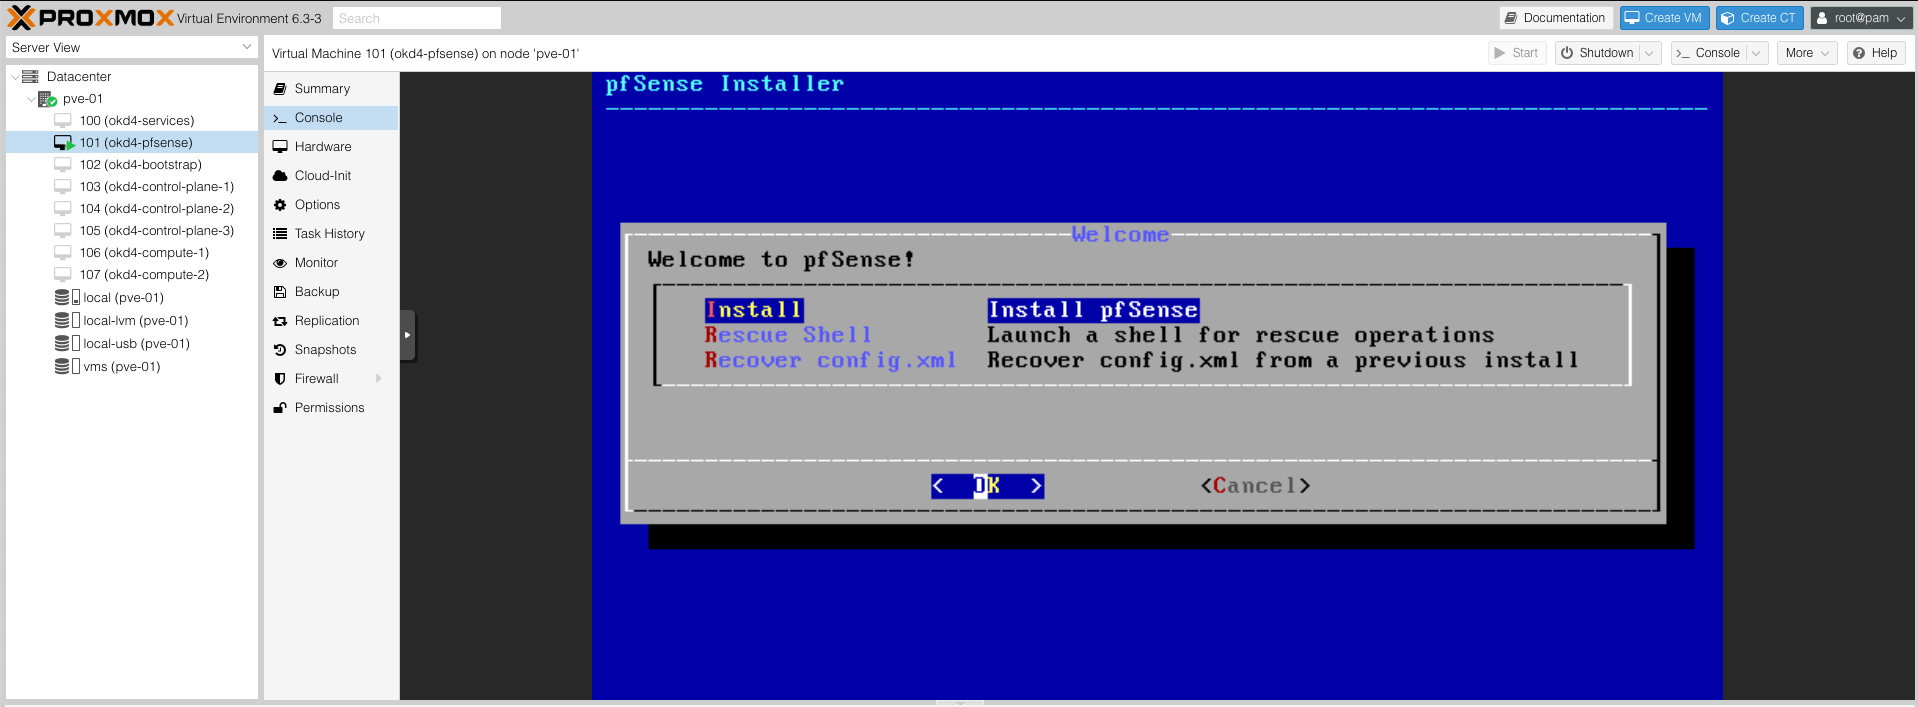 PROXMOX Virtual Environment 6.3-3 Search Documentation Create VM Create CT root@pam
Server View
Datacenter
pve-01
100 (okd4-services)
101 (okd4-pfsense)
102 (okd4-bootstrap)
103 (okd4-control-plane-1)
104 (okd4-control-plane-2)
105 (okd4-control-plane-3)
106 (okd4-compute-1)
107 (okd4-compute-2)
local (pve-01)
local-lvm (pve-01)
local-usb (pve-01)
vms (pve-01)
Virtual Machine 101 (okd4-pfsense) on node 'pve-01' Start Shutdown Console More Help
Summary
Console
Hardware
Cloud-Init
Options
Task History
Monitor
Backup
Replication
Snapshots
Firewall
Permissions
pfSense Installer
Welcome
Welcome to pfSense!
Install Install pfSense
Rescue Shell Launch a shell for rescue operations
Recover config.xml Recover config.xml from a previous install
< OK > <Cancel>